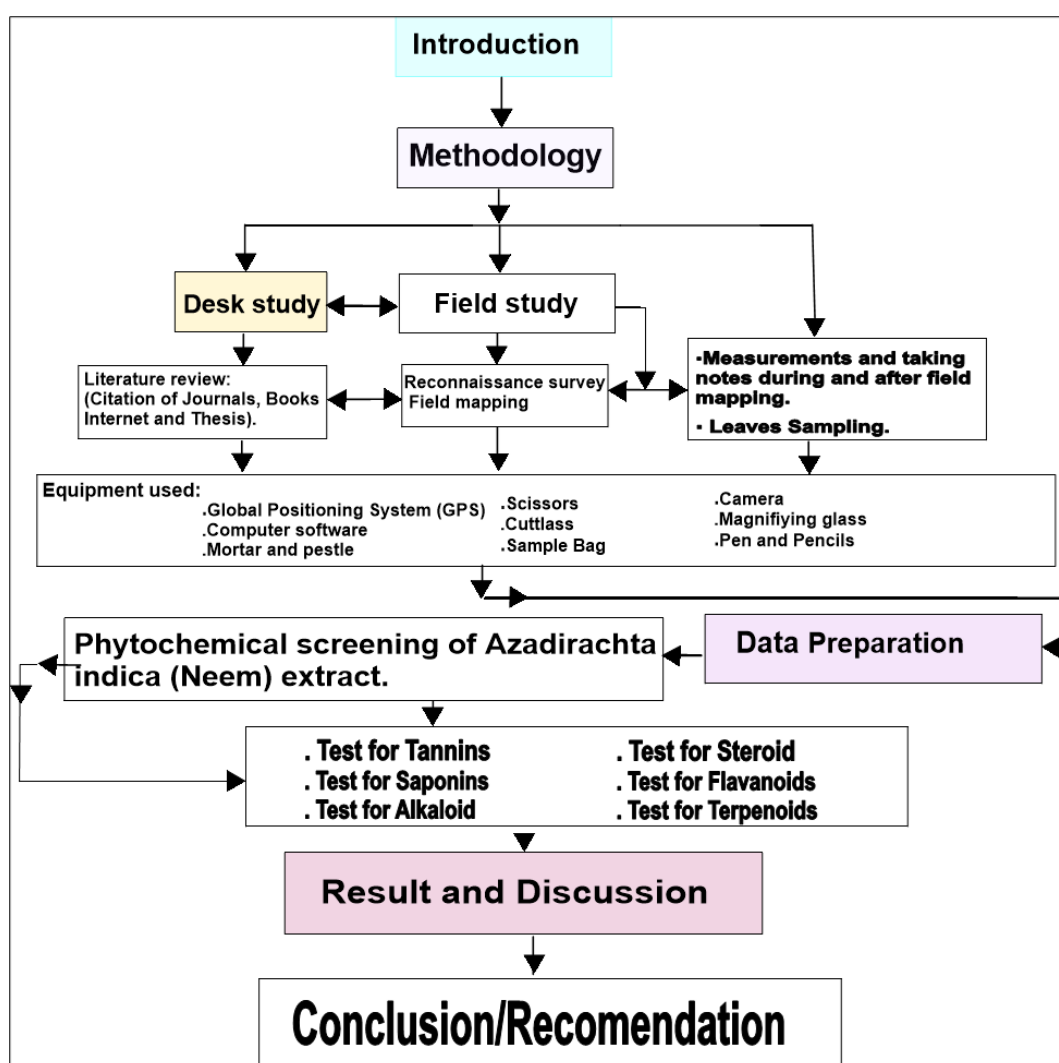 Introduction
Methodology
Desk study
Field study
Literature review:
(Citation of Journals, Books
Internet and Thesis).
Reconnaissance survey
Field mapping
·Measurements and taking
notes during and after field
mapping.
· Leaves Sampling.
Equipment used:
.Global Positioning System (GPS)
.Computer software
.Mortar and pestle
.Scissors
.Cuttlass
.Sample Bag
.Camera
.Magnifiying glass
.Pen and Pencils
Data Preparation
Phytochemical screening of Azadirachta
indica (Neem) extract.
. Test for Tannins
. Test for Saponins
. Test for Alkaloid
. Test for Steroid
. Test for Flavanoids
. Test for Terpenoids
Result and Discussion
Conclusion/Recomendation